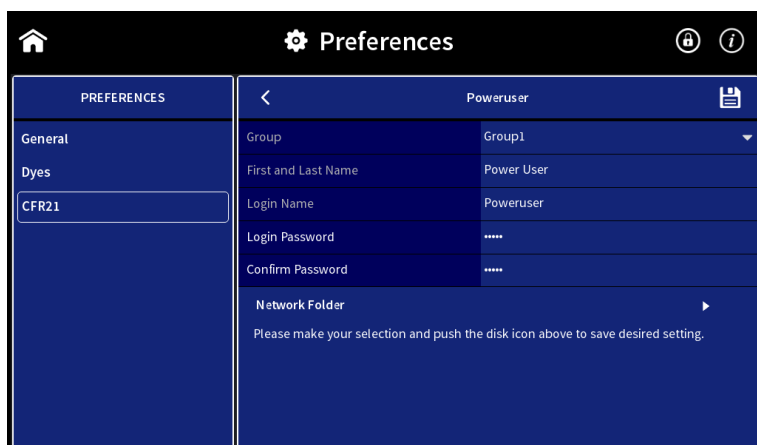 Preferences
PREFERENCES
General
Dyes
CFR21
Poweruser
Group Group1
First and Last Name Power User
Login Name Poweruser
Login Password •••••
Confirm Password •••••
Network Folder
Please make your selection and push the disk icon above to save desired setting.